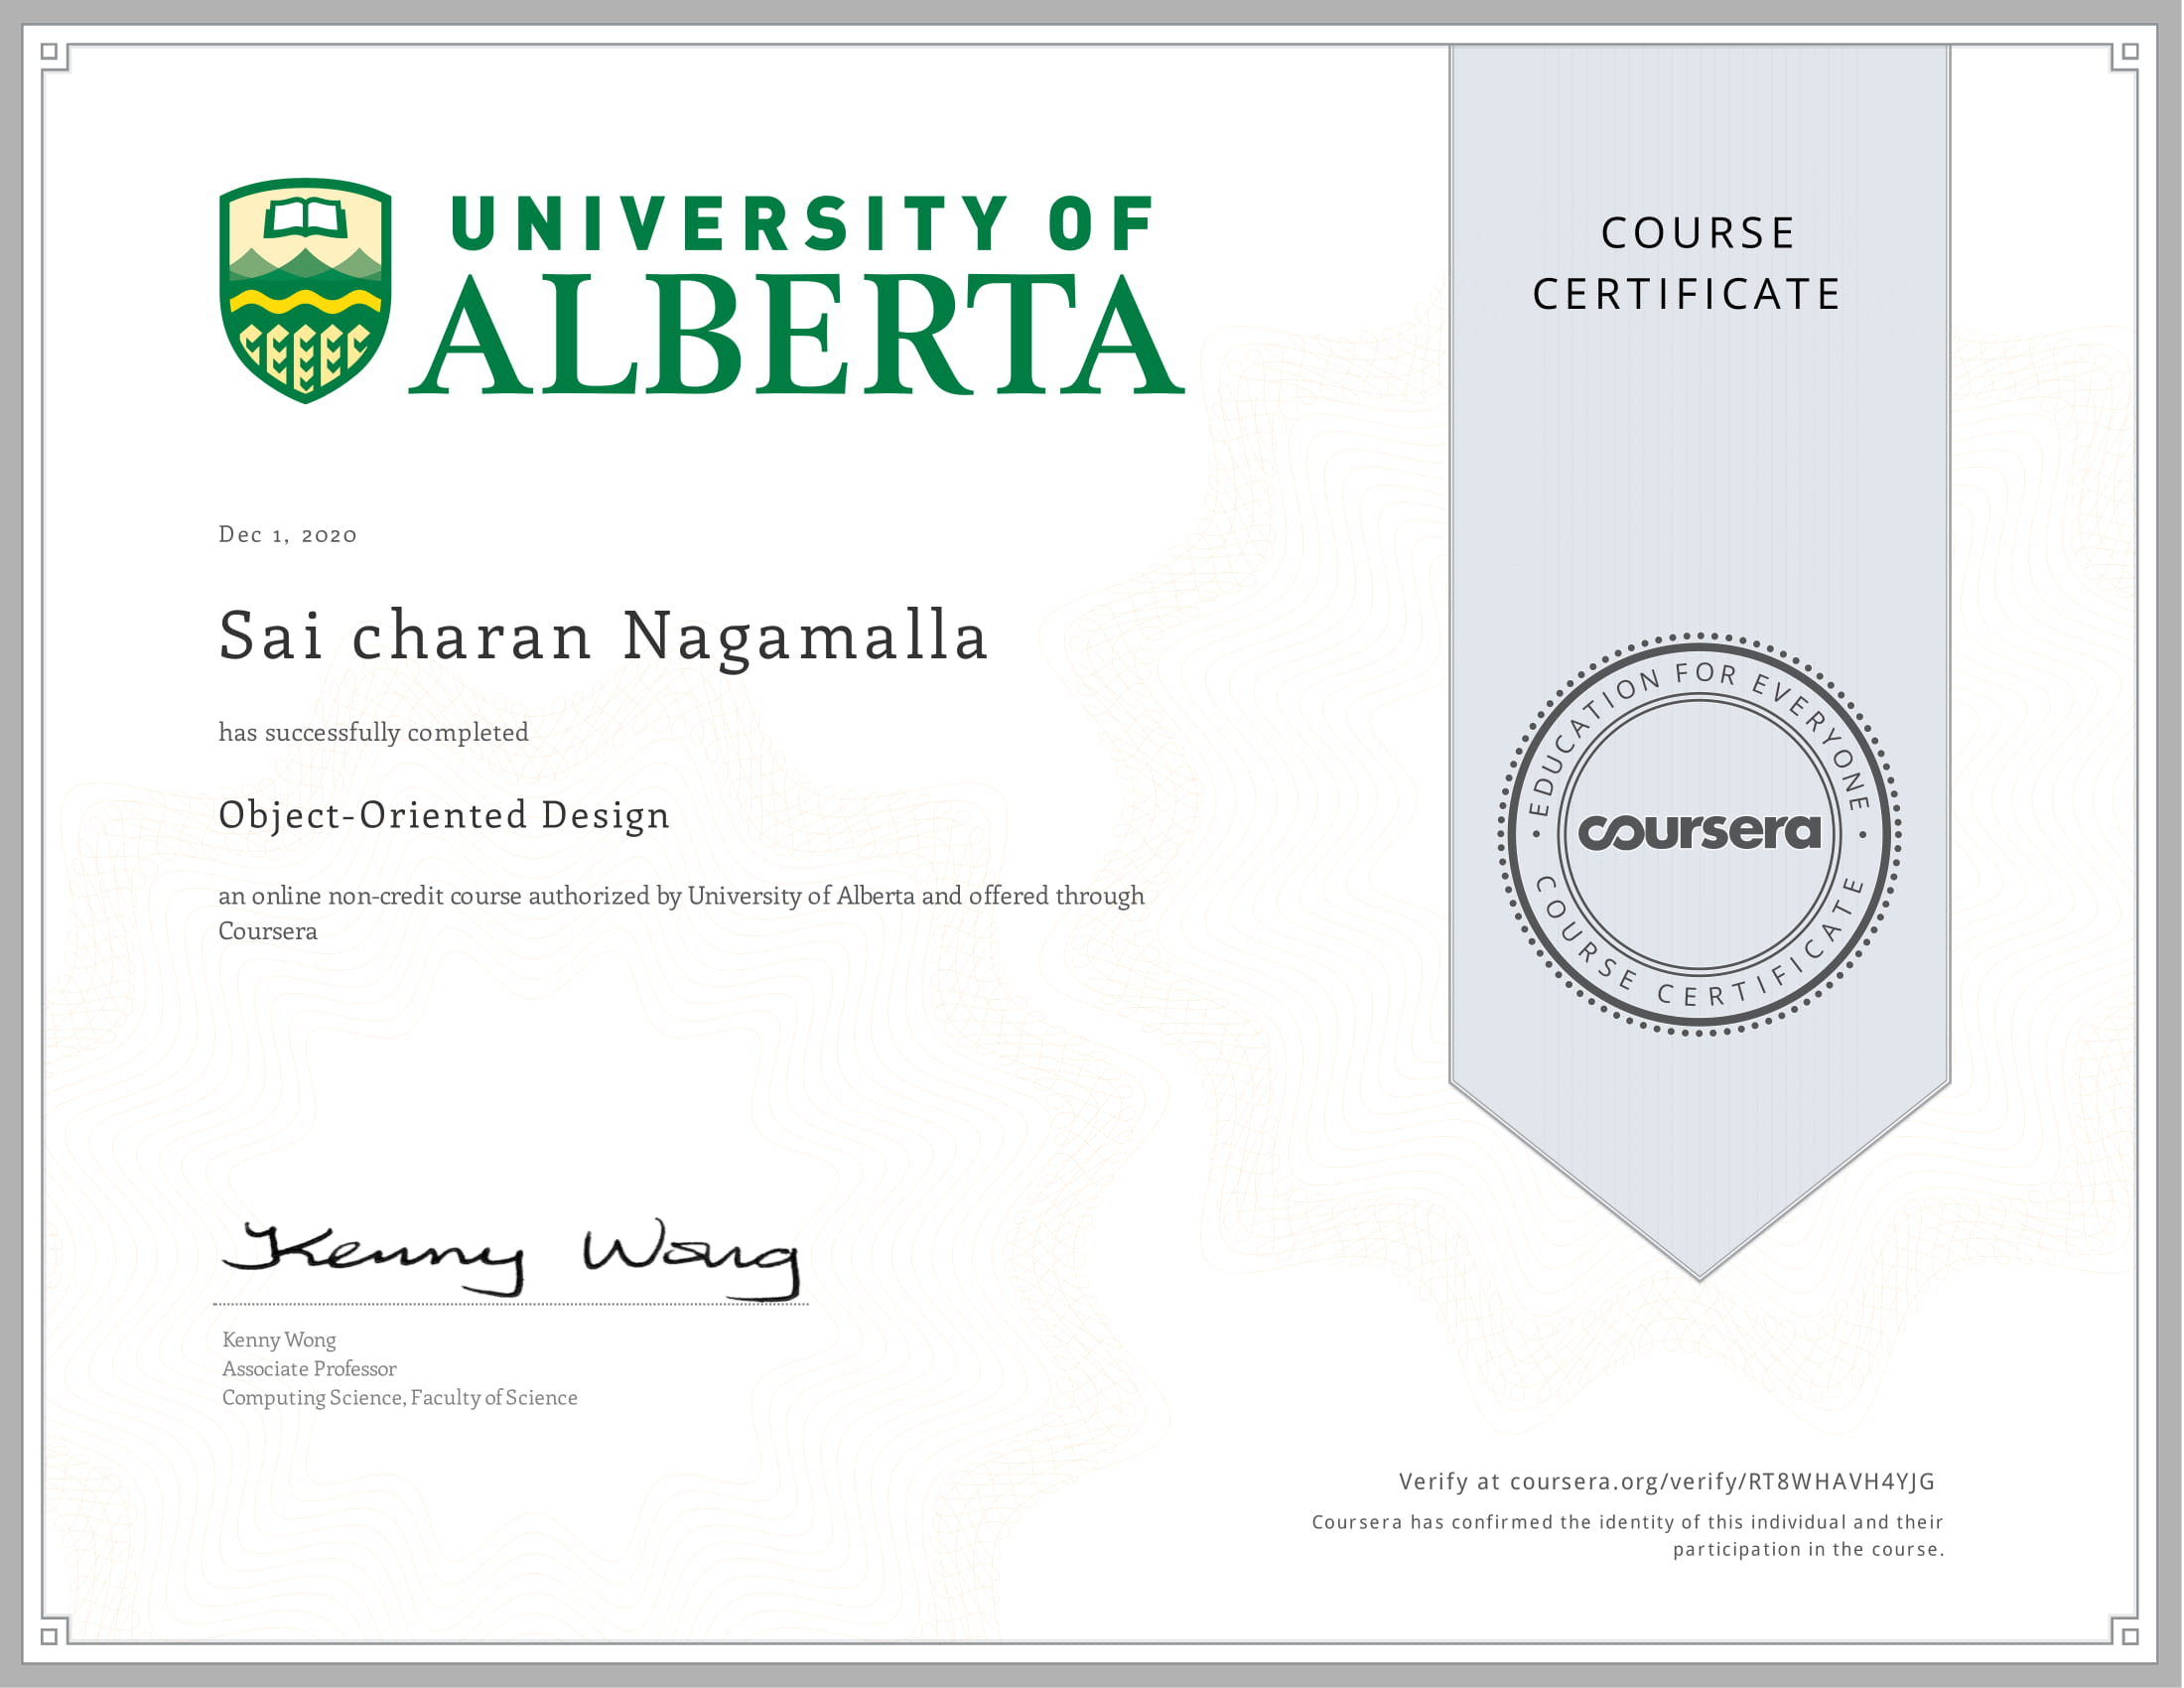 UNIVERSITY OF
ALBERTA
COURSE
CERTIFICATE
Dec 1, 2020
Sai charan Nagamalla
has successfully completed
Object-Oriented Design
an online non-credit course authorized by University of Alberta and offered through
Coursera
EDUCATION FOR EVERYONE
coursera
COURSE CERTIFICATE
Kenny Wong
Kenny Wong
Associate Professor
Computing Science, Faculty of Science
Verify at coursera.org/verify/RT8WHAVH4YJG
Coursera has confirmed the identity of this individual and their
participation in the course.